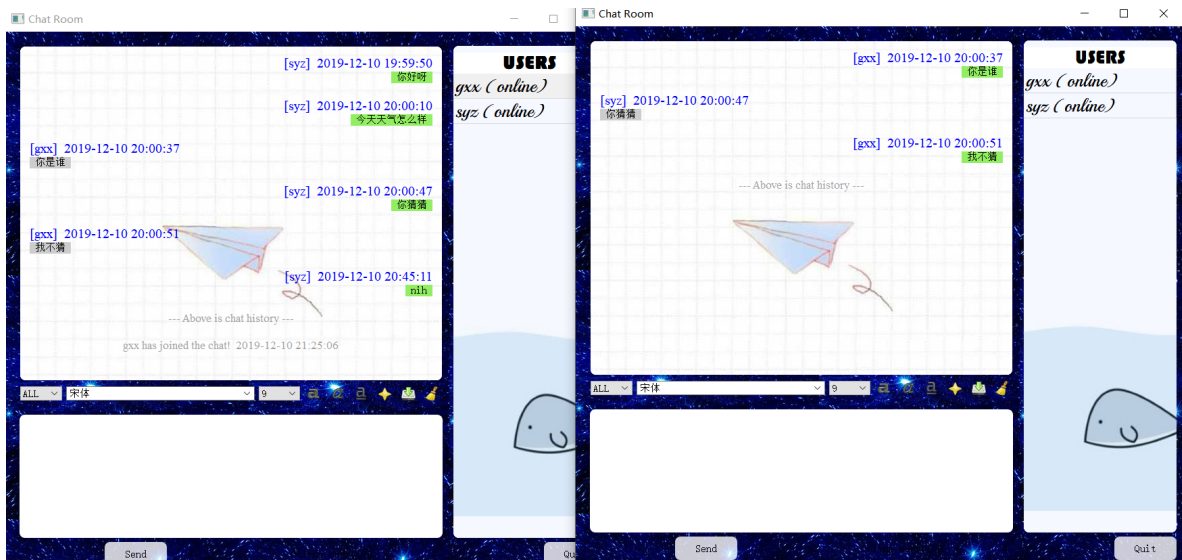 Chat Room
[syz] 2019-12-10 19:59:50
你好呀
[syz] 2019-12-10 20:00:10
今天天气怎么样
[gxx] 2019-12-10 20:00:37
你是谁
[syz] 2019-12-10 20:00:47
你猜猜
[gxx] 2019-12-10 20:00:51
我不猜
[syz] 2019-12-10 20:45:11
nih
--- Above is chat history ---
gxx has joined the chat! 2019-12-10 21:25:06
USERS
gxx ( online)
syz ( online)
ALL 宋体 9 a a a
Send
Qu
Chat Room
[gxx] 2019-12-10 20:00:37
你是谁
[syz] 2019-12-10 20:00:47
你猜猜
[gxx] 2019-12-10 20:00:51
我不猜
--- Above is chat history ---
USERS
gxx ( online)
syz ( online)
ALL 宋体 9 a a a
Send
Quit